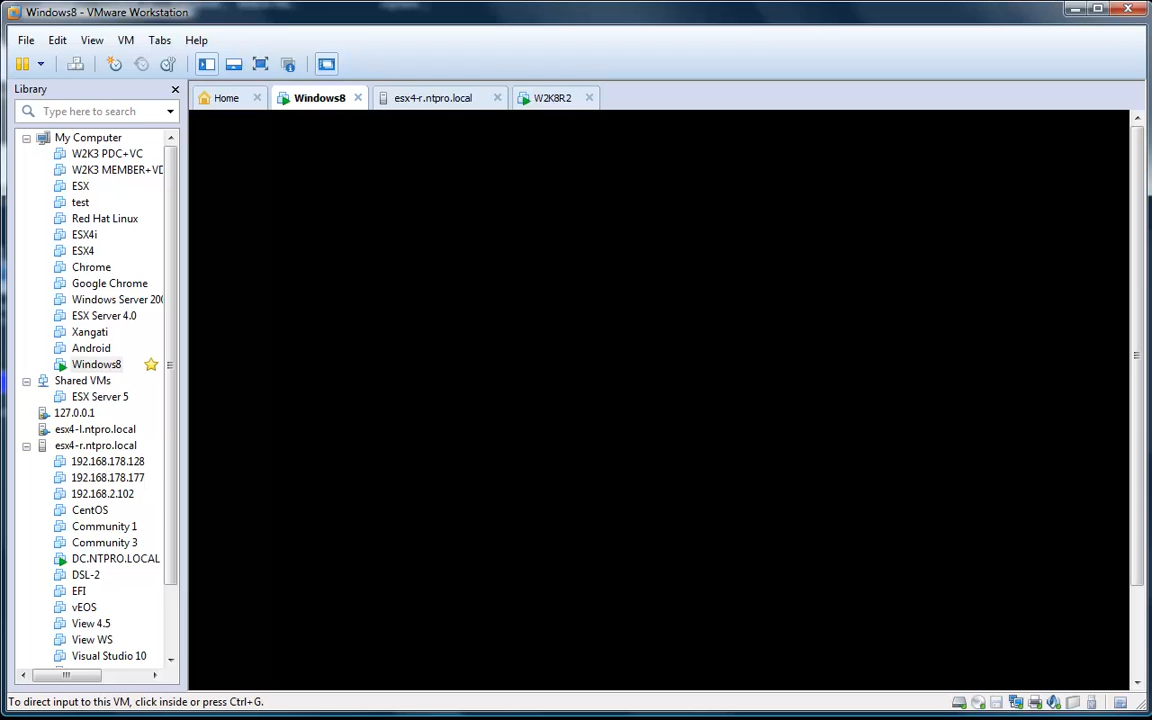 Windows8 - VMware Workstation
File Edit View VM Tabs Help
Library
Type here to search
Home
Windows8
esx4-r.ntpro.local
W2K8R2
My Computer
W2K3 PDC+VC
W2K3 MEMBER+VD
ESX
test
Red Hat Linux
ESX4i
ESX4
Chrome
Google Chrome
Windows Server 200
ESX Server 4.0
Xangati
Android
Windows8
Shared VMs
ESX Server 5
127.0.0.1
esx4-l.ntpro.local
esx4-r.ntpro.local
192.168.178.128
192.168.178.177
192.168.2.102
CentOS
Community 1
Community 3
DC.NTPRO.LOCAL
DSL-2
EFI
vEOS
View 4.5
View WS
Visual Studio 10
To direct input to this VM, click inside or press Ctrl+G.